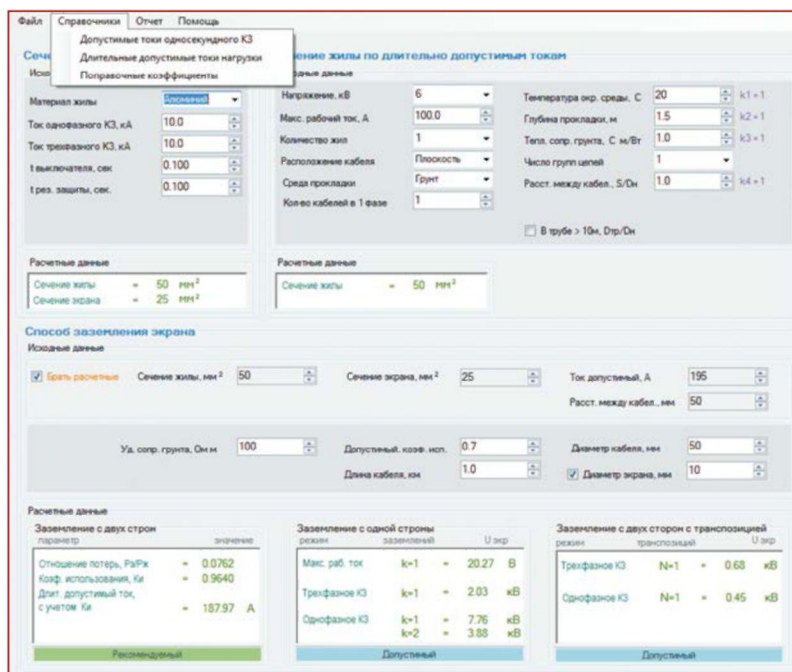 Файл Справочники Отчет Помощь
Допустимые токи односекундного КЗ
Длительные допустимые токи нагрузки
Поправочные коэффициенты
Сече
ение жилы по длительно допустимым токам
Исхо
одные данные
Материал жилы Алюминий
Ток однофазного КЗ, кА 10.0
Ток трехфазного КЗ, кА 10.0
t выключателя, сек 0.100
t рез. защиты, сек. 0.100
Напряжение, кВ 6
Макс. рабочий ток, А 100.0
Количество жил 1
Расположение кабеля Плоскость
Среда прокладки Грунт
Кол-во кабелей в 1 фазе 1
Температура окр. среды, С 20 k1 = 1
Глубина прокладки, м 1.5 k2 = 1
Тепл. сопр. грунта, С м/Вт 1.0 k3 = 1
Число групп цепей 1
Расст. между кабел., S/Dн 1.0 k4 = 1
В трубе > 10м, Dтр/Dн
Расчетные данные
Сечение жилы = 50 мм²
Сечение экрана = 25 мм²
Расчетные данные
Сечение жилы = 50 мм²
Способ заземления экрана
Исходные данные
Брать расчетные Сечение жилы, мм² 50 Сечение экрана, мм² 25 Ток допустимый, А 195
Расст. между кабел., мм 50
Уд. сопр. грунта, Ом м 100 Допустимый. коэф. исп. 0.7 Диаметр кабеля, мм 50
Длина кабеля, км 1.0 Диаметр экрана, мм 10
Расчетные данные
Заземление с двух строн
параметр значение
Отношение потерь, Рэ/Рж = 0.0762
Коэф. использования, Ки = 0.9640
Длит. допустимый ток,
с учетом Ки = 187.97 А
Рекомендуемый
Заземление с одной строны
режим заземлений U экр
Макс. раб. ток k=1 = 20.27 В
Трехфазное КЗ k=1 = 2.03 кВ
Однофазное КЗ k=1 = 7.76 кВ
k=2 = 3.88 кВ
Допустимый
Заземление с двух сторон с транспозицией
режим транспозиций U экр
Трехфазное КЗ N=1 = 0.68 кВ
Однофазное КЗ N=1 = 0.45 кВ
Допустимый